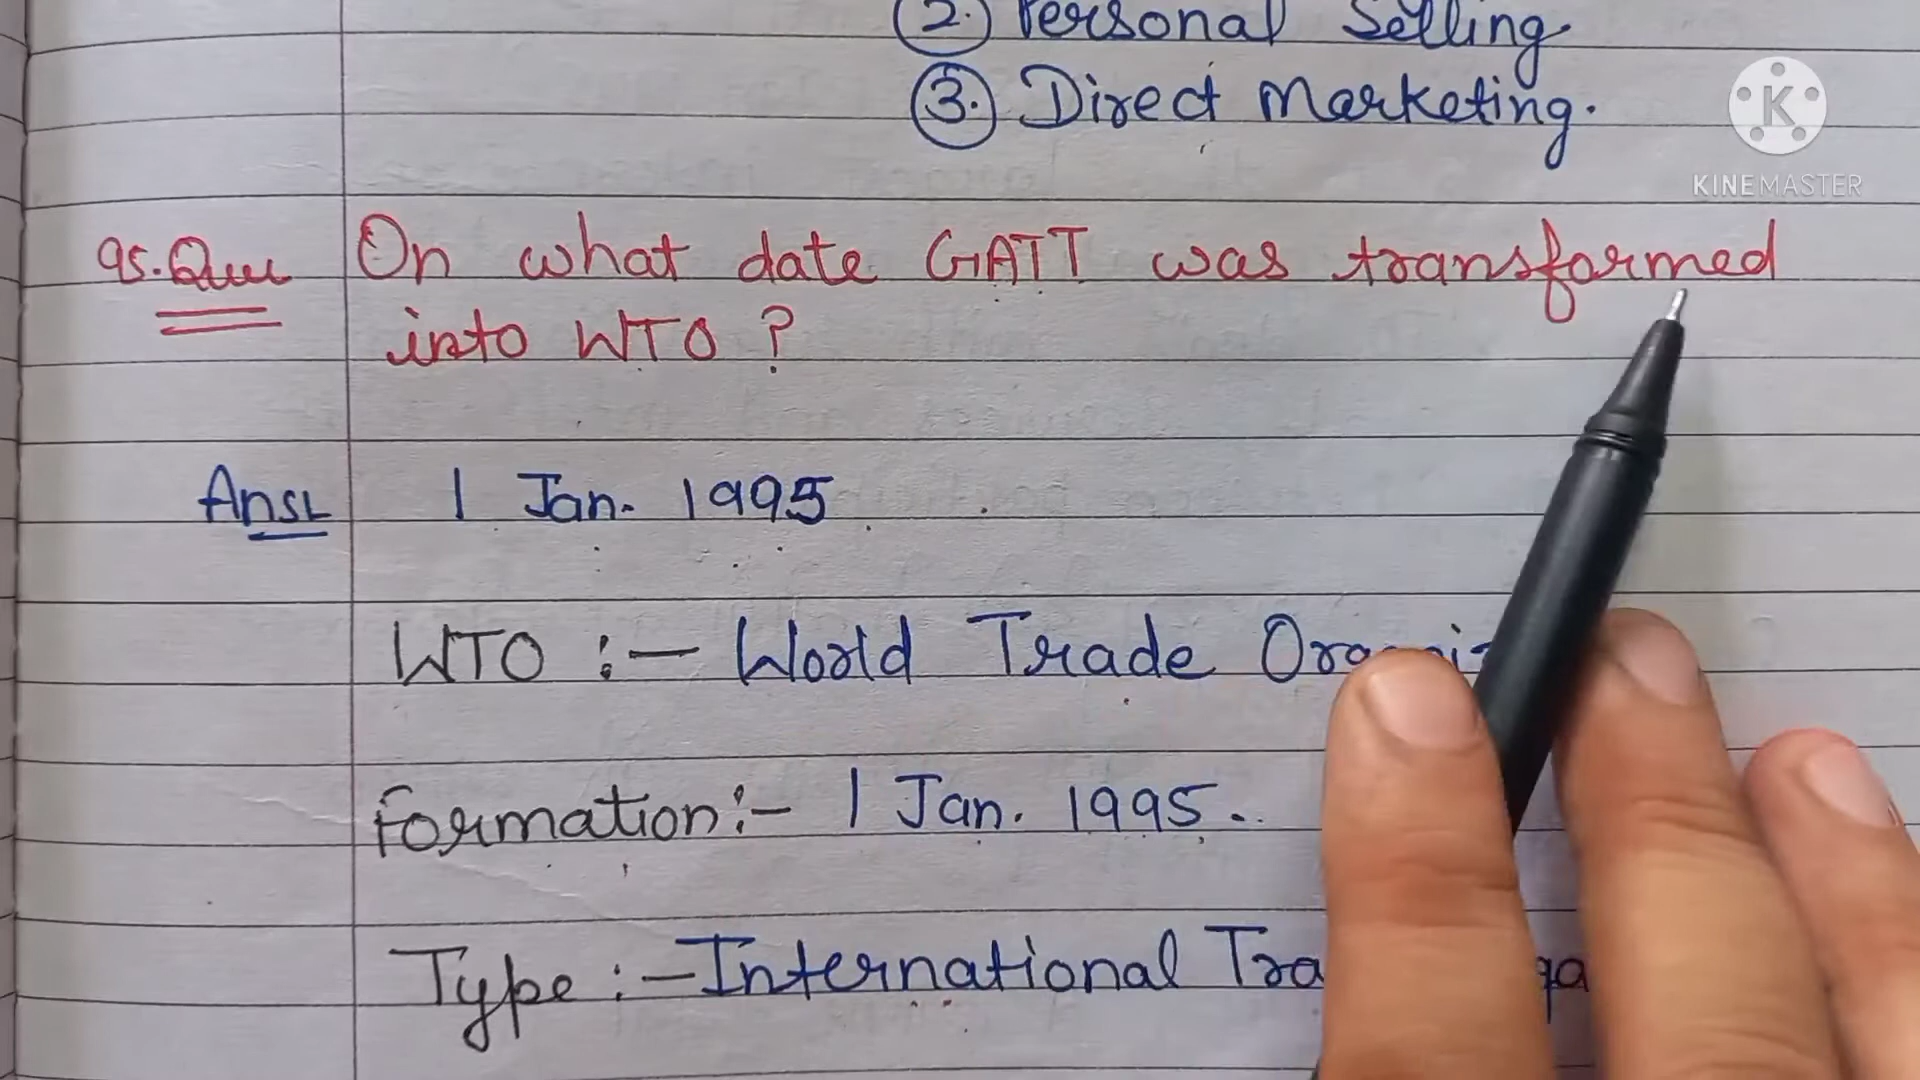 2. Personal Selling.
3. Direct Marketing.
K
KINEMASTER
95. Que On what date GATT was transformed
into WTO ?
Ans 1 Jan. 1995
WTO :- World Trade
Formation :- 1 Jan. 1995.
Type :- International